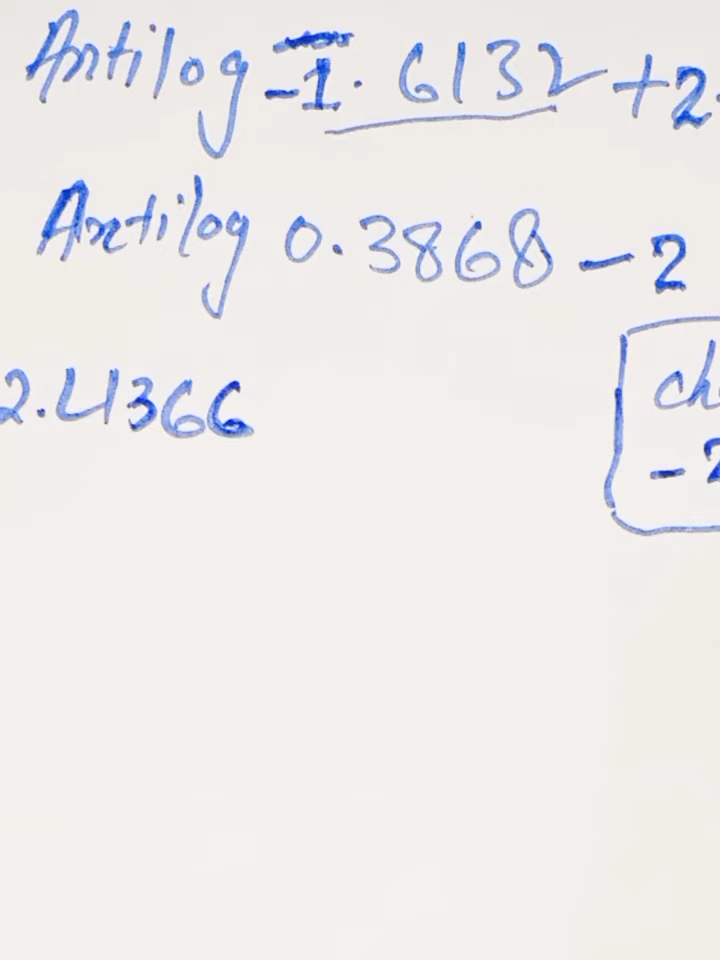 Antilog -1.6132 +2.
Antilog 0.3868 - 2
2.4366
ch
-2